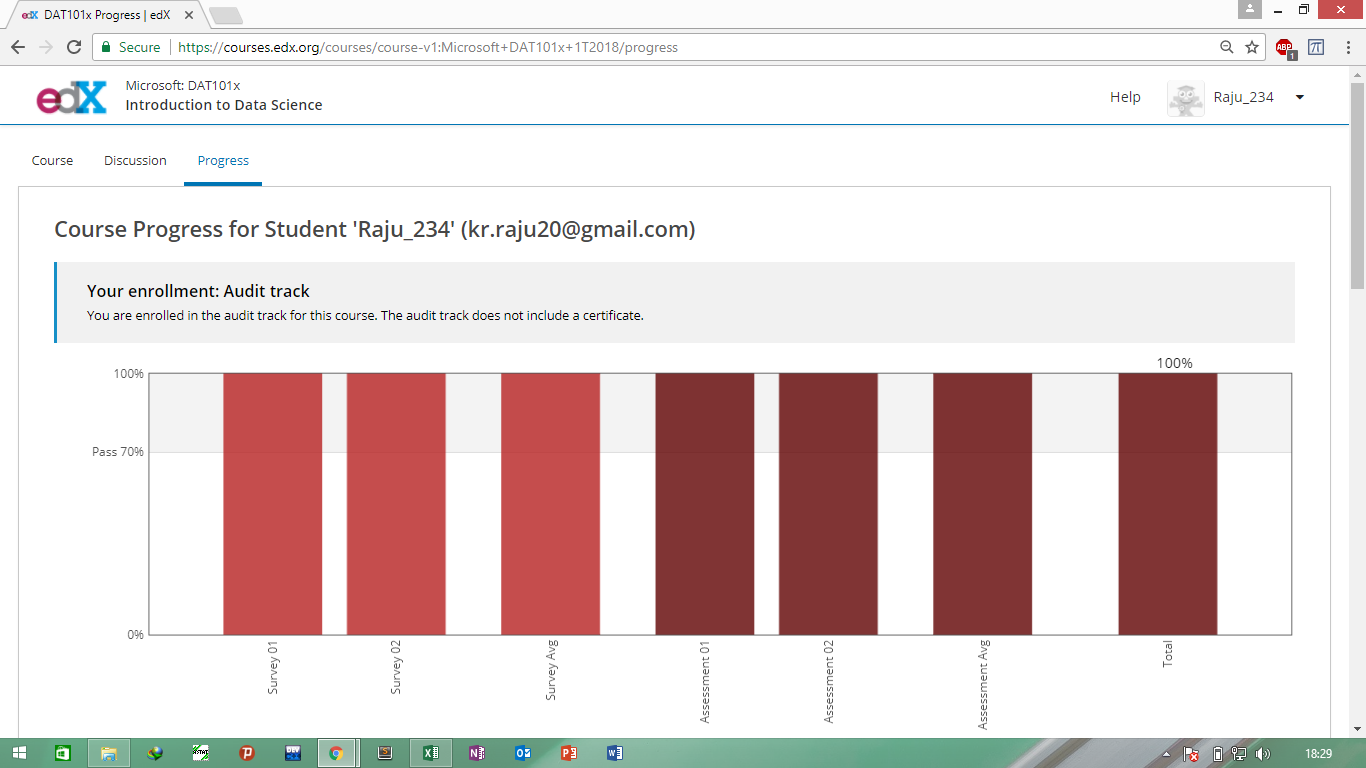 edX DAT101x Progress | edX
Secure https://courses.edx.org/courses/course-v1:Microsoft+DAT101x+1T2018/progress
ABP
1
π
edX
Microsoft: DAT101x
Introduction to Data Science
Help
Raju_234
Course Discussion Progress
Course Progress for Student 'Raju_234' (kr.raju20@gmail.com)
Your enrollment: Audit track
You are enrolled in the audit track for this course. The audit track does not include a certificate.
100%
100%
Pass 70%
0%
Survey 01
Survey 02
Survey Avg
Assessment 01
Assessment 02
Assessment Avg
Total
18:29